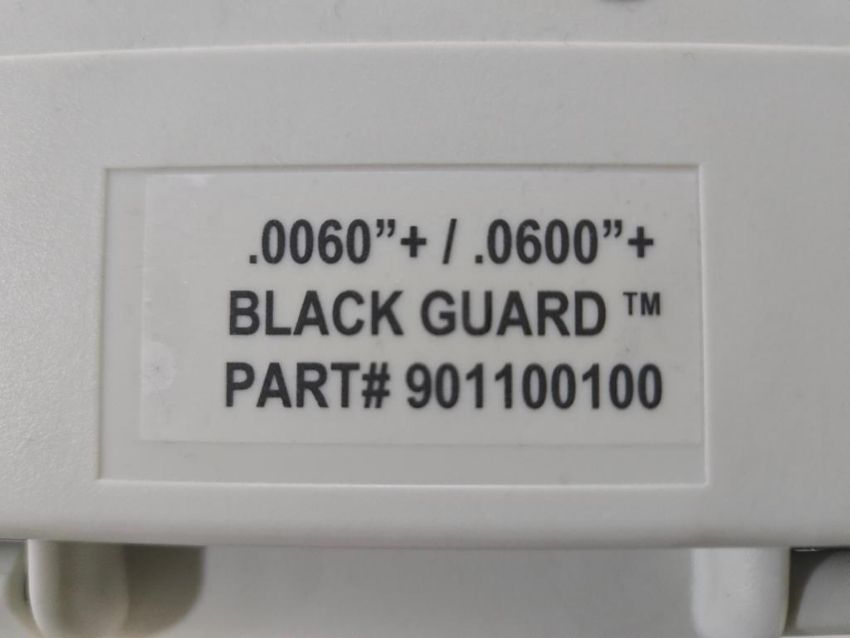 .0060”+ / .0600”+
BLACK GUARD ™
PART# 901100100